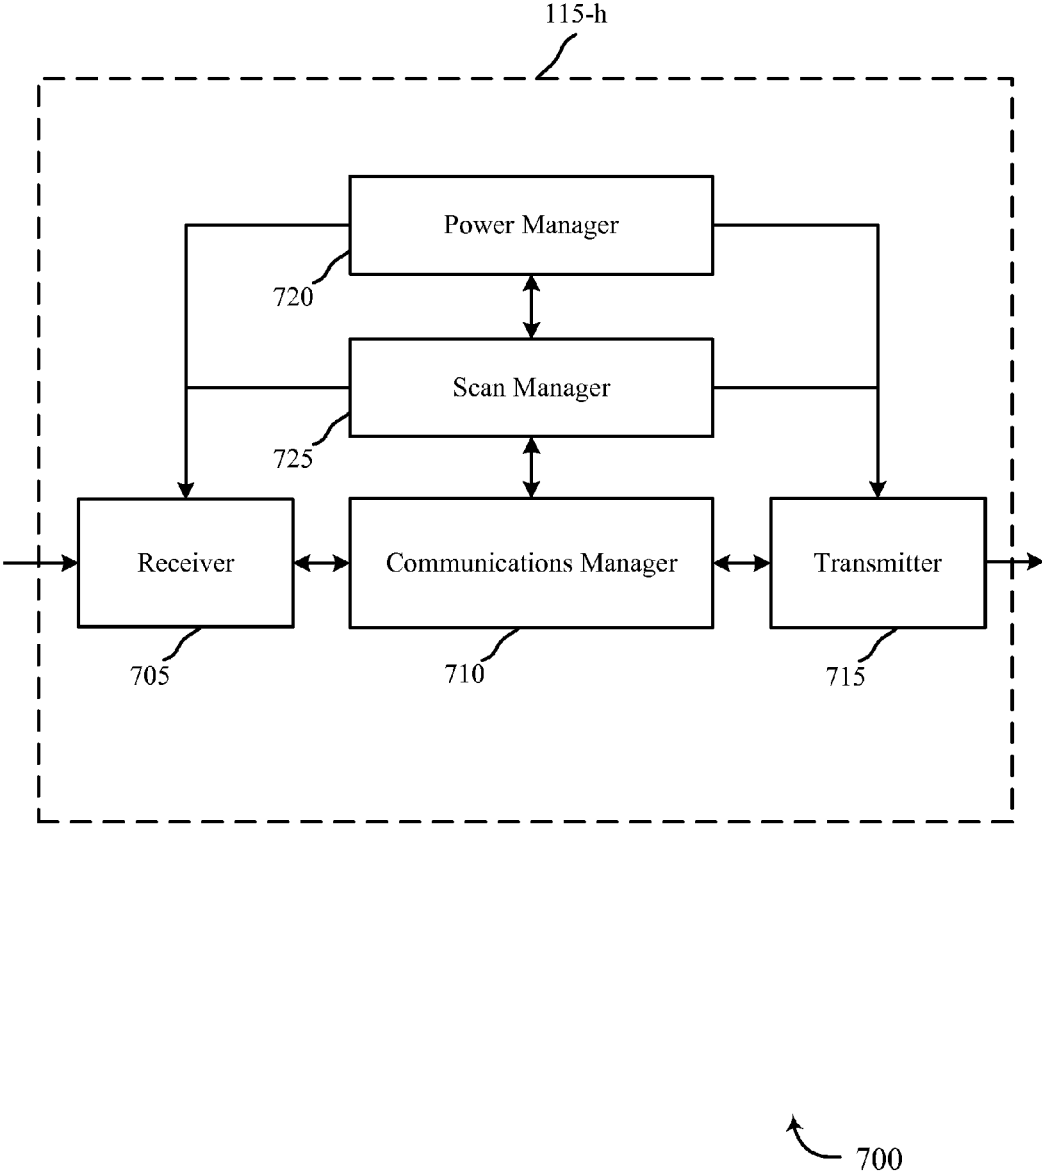 115-h
Power Manager
720
Scan Manager
725
Receiver
Communications Manager
Transmitter
705
710
715
700